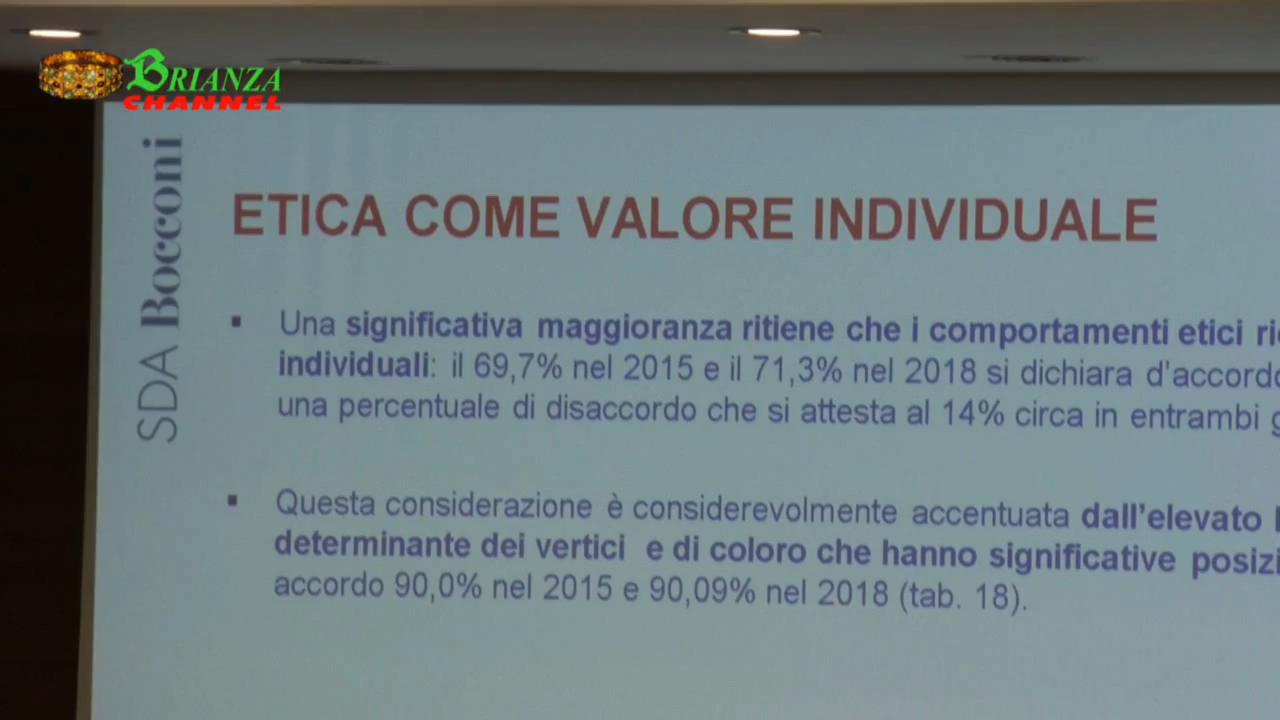 BRIANZA
CHANNEL
SDA Bocconi
ETICA COME VALORE INDIVIDUALE
▪ Una significativa maggioranza ritiene che i comportamenti etici
individuali: il 69,7% nel 2015 e il 71,3% nel 2018 si dichiara d'accordo
una percentuale di disaccordo che si attesta al 14% circa in entrambi
▪ Questa considerazione è considerevolmente accentuata dall'elevato
determinante dei vertici e di coloro che hanno significative
accordo 90,0% nel 2015 e 90,09% nel 2018 (tab. 18).